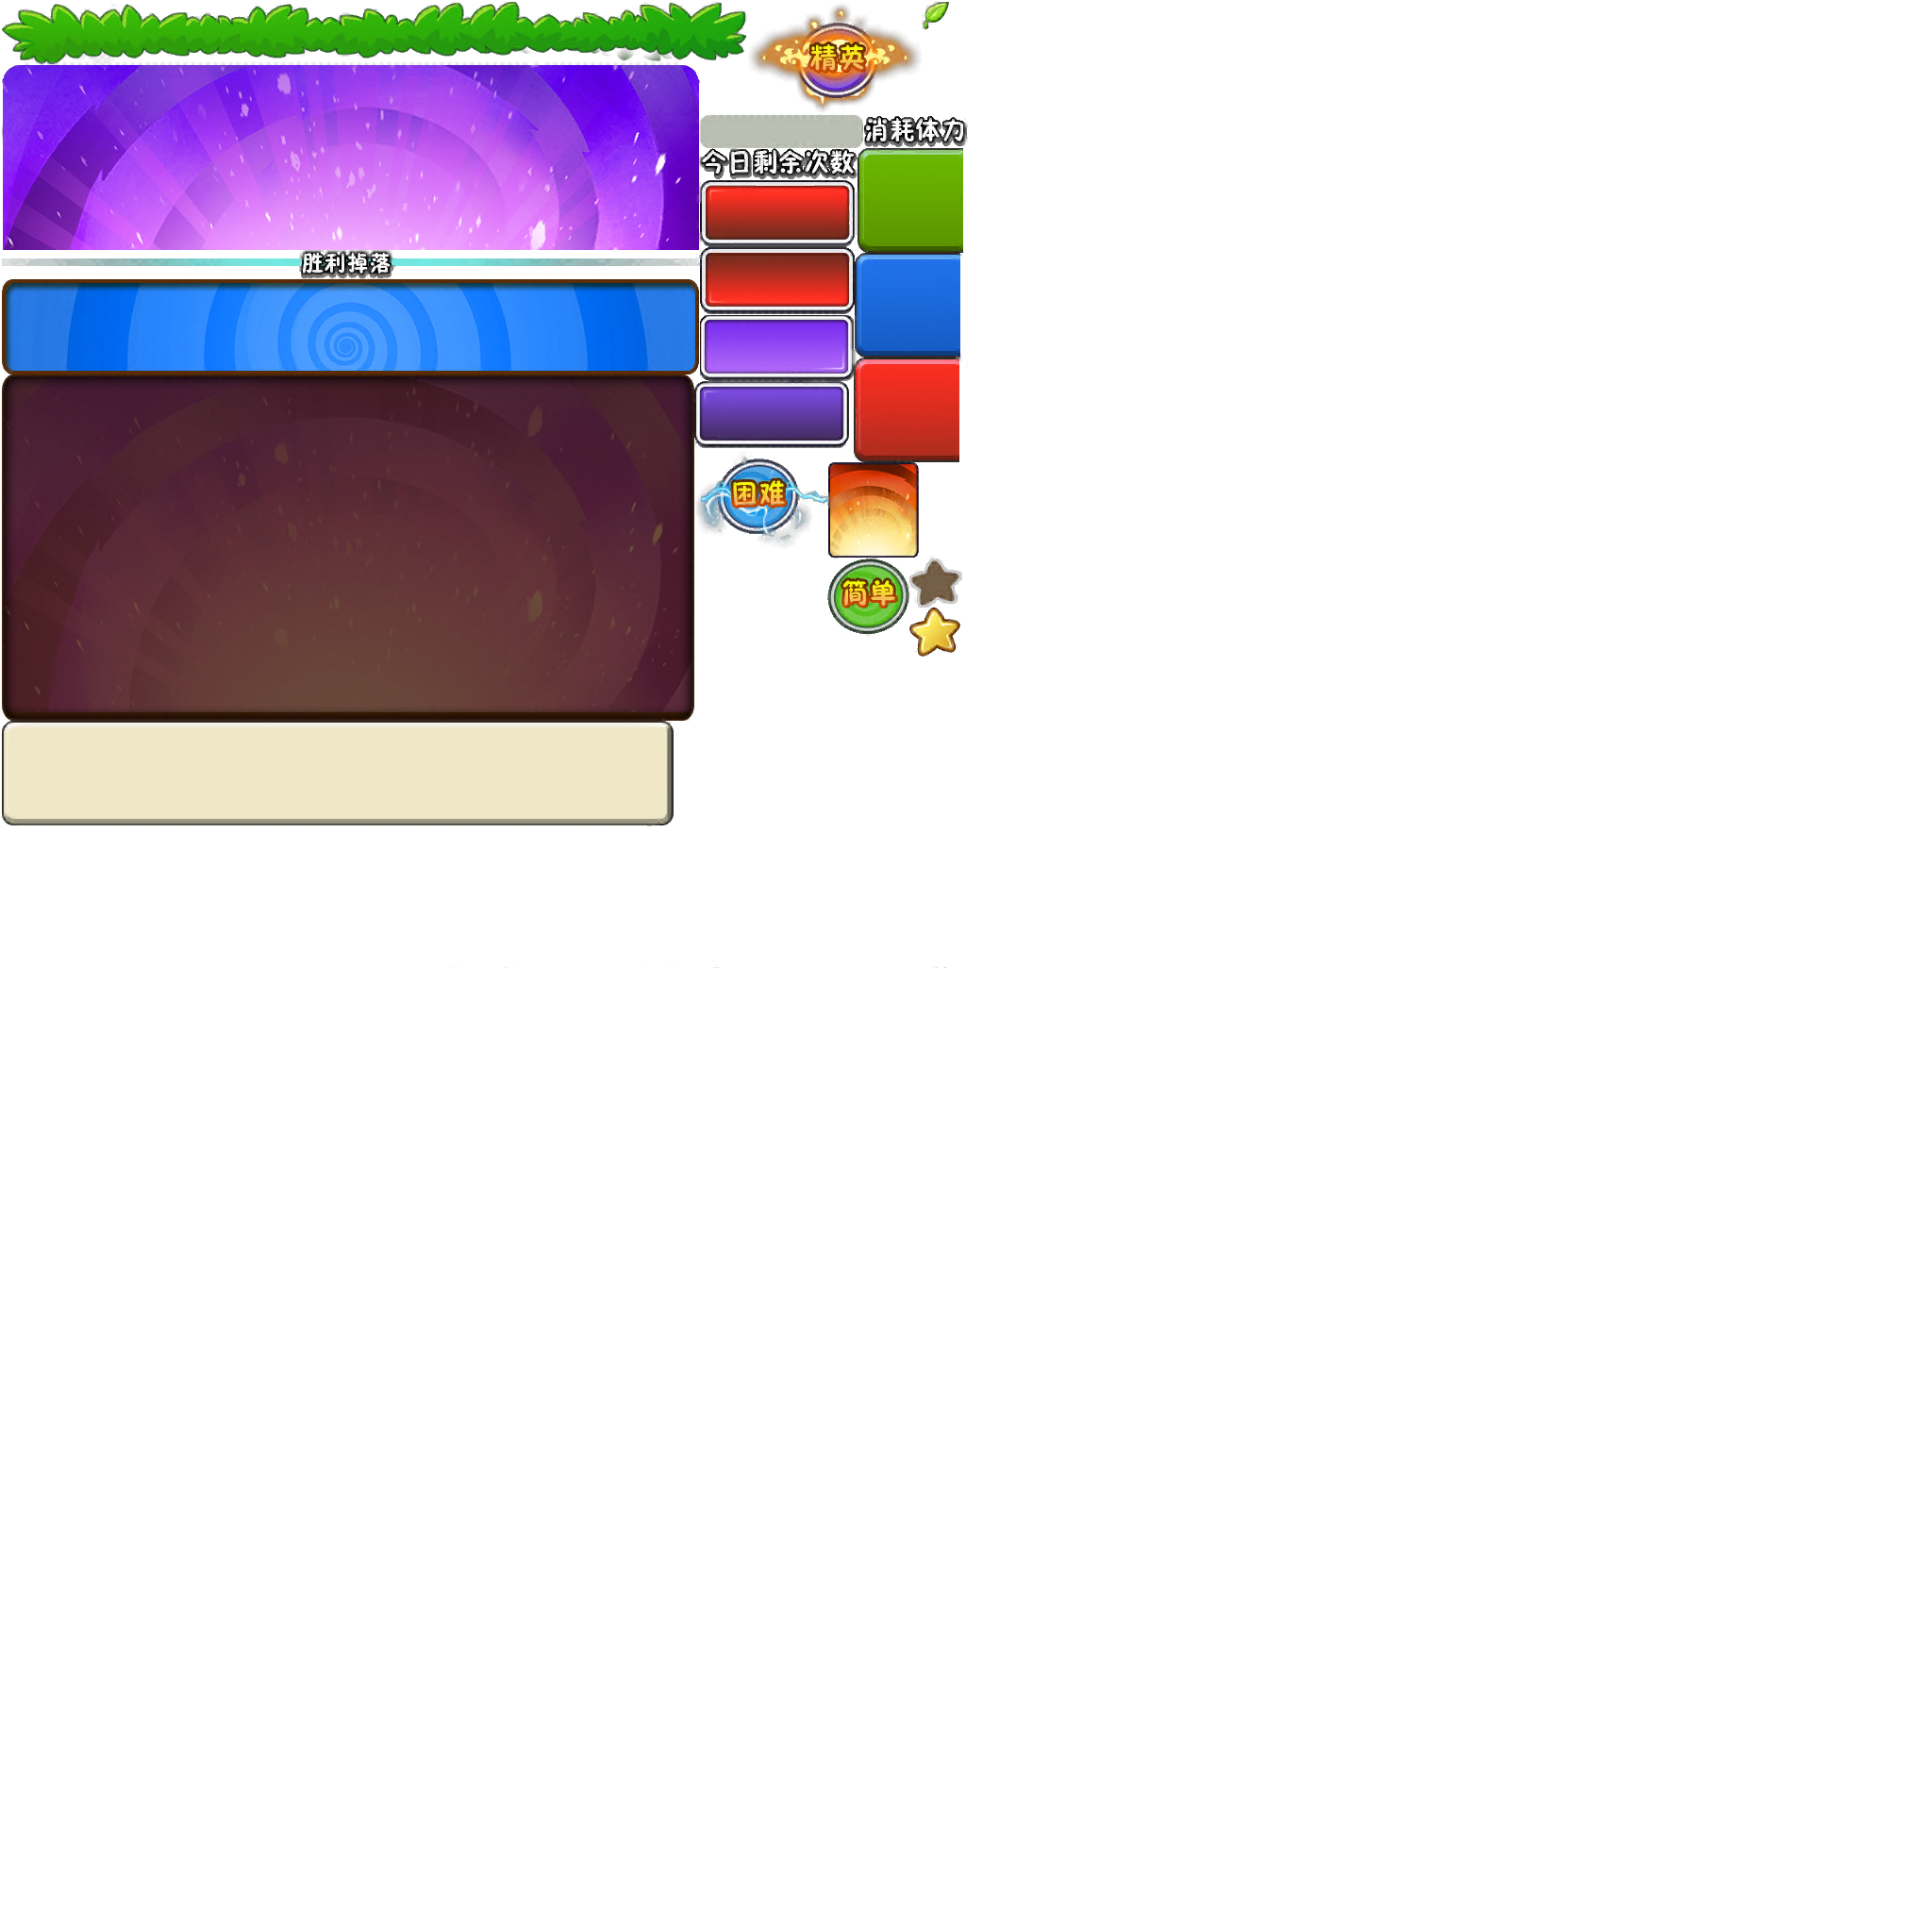 精英
消耗体力
今日剩余次数
胜利掉落
困难
简单